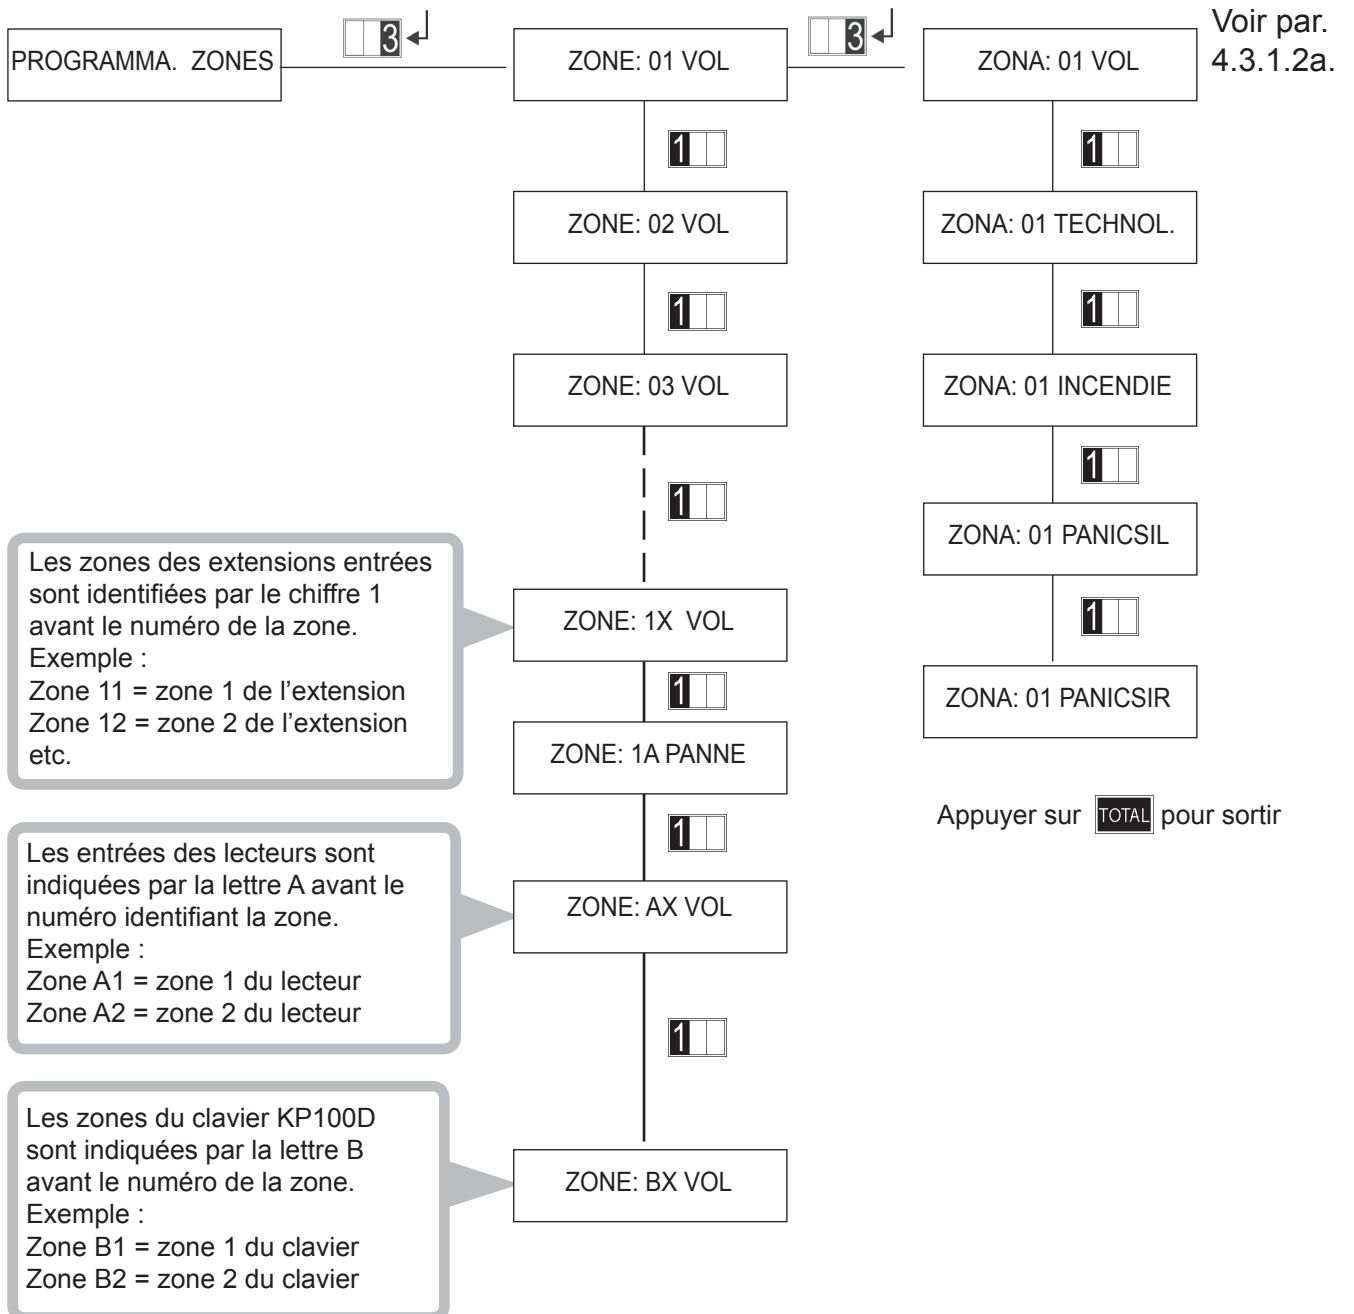 PROGRAMMA. ZONES
3
ZONE: 01 VOL
3
ZONA: 01 VOL
Voir par.
4.3.1.2a.
1
1
ZONE: 02 VOL
ZONA: 01 TECHNOL.
1
1
ZONE: 03 VOL
ZONA: 01 INCENDIE
1
1
ZONA: 01 PANICSIL
Les zones des extensions entrées
sont identifiées par le chiffre 1
avant le numéro de la zone.
Exemple :
Zone 11 = zone 1 de l’extension
Zone 12 = zone 2 de l’extension
etc.
ZONE: 1X VOL
1
1
ZONA: 01 PANICSIR
ZONE: 1A PANNE
Appuyer sur TOTAL pour sortir
1
Les entrées des lecteurs sont
indiquées par la lettre A avant le
numéro identifiant la zone.
Exemple :
Zone A1 = zone 1 du lecteur
Zone A2 = zone 2 du lecteur
ZONE: AX VOL
1
Les zones du clavier KP100D
sont indiquées par la lettre B
avant le numéro de la zone.
Exemple :
Zone B1 = zone 1 du clavier
Zone B2 = zone 2 du clavier
ZONE: BX VOL